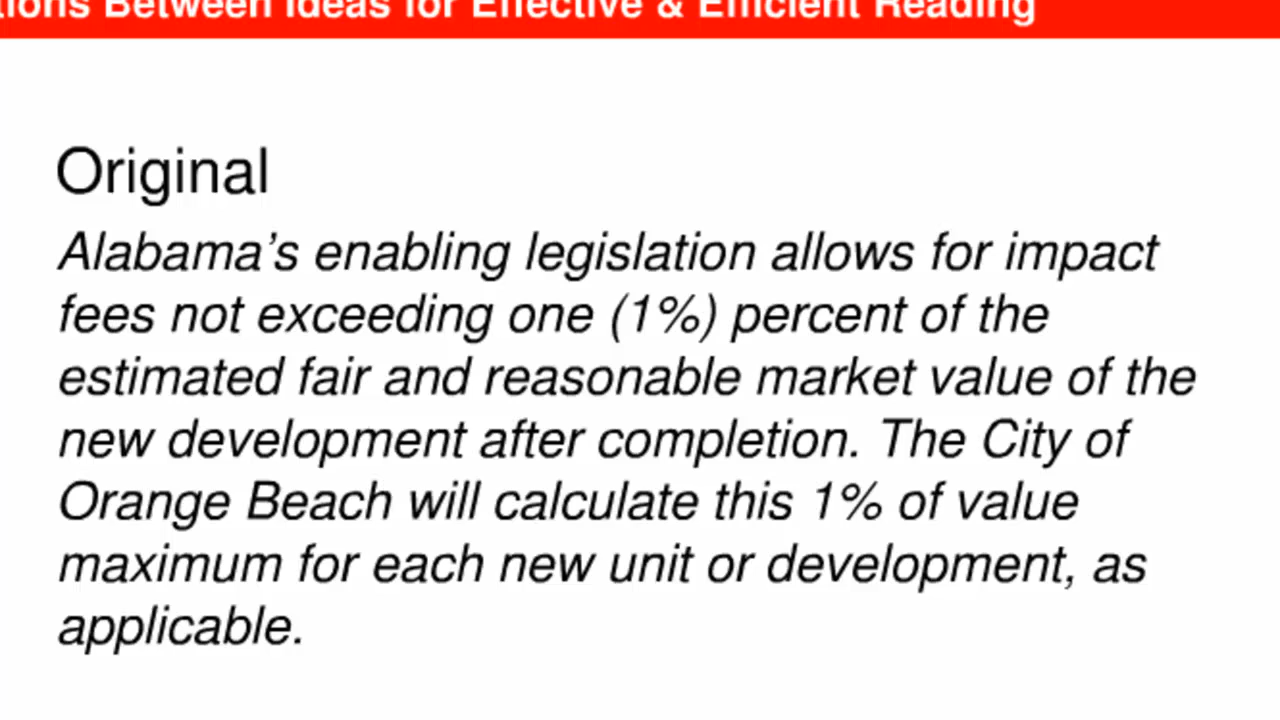 Between Ideas for Effective & Efficient Reading
Original
Alabama’s enabling legislation allows for impact
fees not exceeding one (1%) percent of the
estimated fair and reasonable market value of the
new development after completion. The City of
Orange Beach will calculate this 1% of value
maximum for each new unit or development, as
applicable.